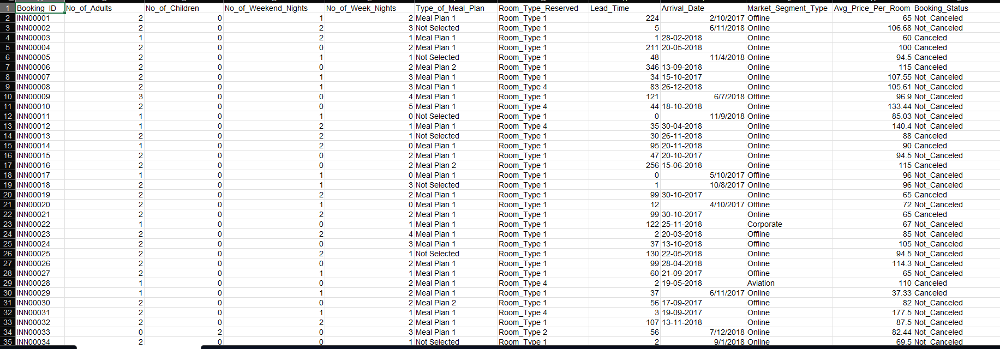 1 Booking_ID No_of_Adults No_of_Children No_of_Weekend_Nights No_of_Week_Nights Type_of_Meal_Plan Room_Type_Reserved Lead_Time Arrival_Date Market_Segment_Type Avg_Price_Per_Room Booking_Status
2 INN00001 2 0 1 2 Meal Plan 1 Room_Type 1 224 2/10/2017 Offline 65 Not_Canceled
3 INN00002 2 0 2 3 Not Selected Room_Type 1 5 6/11/2018 Online 106.68 Not_Canceled
4 INN00003 1 0 2 1 Meal Plan 1 Room_Type 1 1 28-02-2018 Online 60 Canceled
5 INN00004 2 0 0 2 Meal Plan 1 Room_Type 1 211 20-05-2018 Online 100 Canceled
6 INN00005 2 0 1 1 Not Selected Room_Type 1 48 11/4/2018 Online 94.5 Canceled
7 INN00006 2 0 0 2 Meal Plan 2 Room_Type 1 346 13-09-2018 Online 115 Canceled
8 INN00007 2 0 1 3 Meal Plan 1 Room_Type 1 34 15-10-2017 Online 107.55 Not_Canceled
9 INN00008 2 0 1 3 Meal Plan 1 Room_Type 4 83 26-12-2018 Online 105.61 Not_Canceled
10 INN00009 3 0 0 4 Meal Plan 1 Room_Type 1 121 6/7/2018 Offline 96.9 Not_Canceled
11 INN00010 2 0 0 5 Meal Plan 1 Room_Type 4 44 18-10-2018 Online 133.44 Not_Canceled
12 INN00011 1 0 1 0 Not Selected Room_Type 1 0 11/9/2018 Online 85.03 Not_Canceled
13 INN00012 1 0 2 1 Meal Plan 1 Room_Type 4 35 30-04-2018 Online 140.4 Not_Canceled
14 INN00013 2 0 2 1 Not Selected Room_Type 1 30 26-11-2018 Online 88 Canceled
15 INN00014 1 0 2 0 Meal Plan 1 Room_Type 1 95 20-11-2018 Online 90 Canceled
16 INN00015 2 0 0 2 Meal Plan 1 Room_Type 1 47 20-10-2017 Online 94.5 Not_Canceled
17 INN00016 2 0 0 2 Meal Plan 2 Room_Type 1 256 15-06-2018 Online 115 Canceled
18 INN00017 1 0 1 0 Meal Plan 1 Room_Type 1 0 5/10/2017 Offline 96 Not_Canceled
19 INN00018 2 0 1 3 Not Selected Room_Type 1 1 10/8/2017 Online 96 Not_Canceled
20 INN00019 2 0 2 2 Meal Plan 1 Room_Type 1 99 30-10-2017 Online 65 Canceled
21 INN00020 2 0 1 0 Meal Plan 1 Room_Type 1 12 4/10/2017 Offline 72 Not_Canceled
22 INN00021 2 0 2 2 Meal Plan 1 Room_Type 1 99 30-10-2017 Online 65 Canceled
23 INN00022 1 0 0 1 Meal Plan 1 Room_Type 1 122 25-11-2018 Corporate 67 Not_Canceled
24 INN00023 2 0 2 4 Meal Plan 1 Room_Type 1 2 20-03-2018 Offline 85 Not_Canceled
25 INN00024 2 0 0 3 Meal Plan 1 Room_Type 1 37 13-10-2018 Offline 105 Not_Canceled
26 INN00025 2 0 2 1 Not Selected Room_Type 1 130 22-05-2018 Online 94.5 Not_Canceled
27 INN00026 2 0 0 2 Meal Plan 1 Room_Type 1 99 28-04-2018 Online 114.3 Not_Canceled
28 INN00027 2 0 1 1 Meal Plan 1 Room_Type 1 60 21-09-2017 Offline 65 Not_Canceled
29 INN00028 1 0 0 2 Meal Plan 1 Room_Type 4 2 19-05-2018 Aviation 110 Canceled
30 INN00029 1 0 1 2 Meal Plan 1 Room_Type 1 37 6/11/2017 Online 37.33 Canceled
31 INN00030 2 0 0 2 Meal Plan 2 Room_Type 1 56 17-09-2017 Offline 82 Not_Canceled
32 INN00031 2 0 1 1 Meal Plan 1 Room_Type 4 3 19-09-2017 Online 177.5 Not_Canceled
33 INN00032 2 0 2 2 Meal Plan 1 Room_Type 1 107 13-11-2018 Online 87.5 Not_Canceled
34 INN00033 0 2 0 3 Meal Plan 1 Room_Type 2 56 7/12/2018 Online 82.44 Not_Canceled
35 INN00034 2 0 0 1 Not Selected Room_Type 1 2 9/1/2018 Online 69.5 Not_Canceled